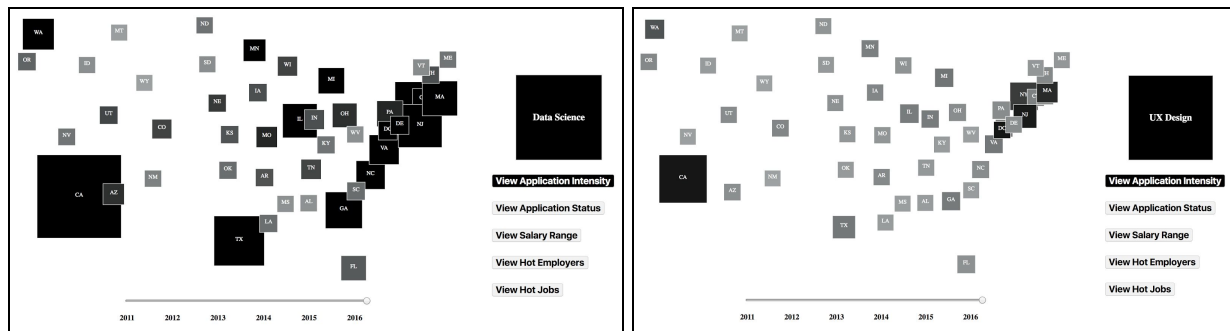 ND
MT
WA
MN
OR
ID
SD
WI
ME
VT
MI
WY
IA
MA
NE
UT
IL
IN
OH
PA
NJ
CO
KS
MO
DC
DE
NV
KY
WV
VA
OK
TN
NC
CA
AZ
NM
AR
SC
MS
AL
GA
LA
TX
FL
Data Science
View Application Intensity
View Application Status
View Salary Range
View Hot Employers
View Hot Jobs
2011 2012 2013 2014 2015 2016
ND
WA
MT
MN
OR
ID
SD
WI
ME
VT
MI
WY
IA
MA
NE
UT
IL
IN
OH
PA
NJ
CO
KS
MO
DC
DE
NV
KY
WV
VA
OK
TN
NC
CA
AZ
NM
AR
SC
MS
AL
GA
LA
TX
FL
UX Design
View Application Intensity
View Application Status
View Salary Range
View Hot Employers
View Hot Jobs
2011 2012 2013 2014 2015 2016